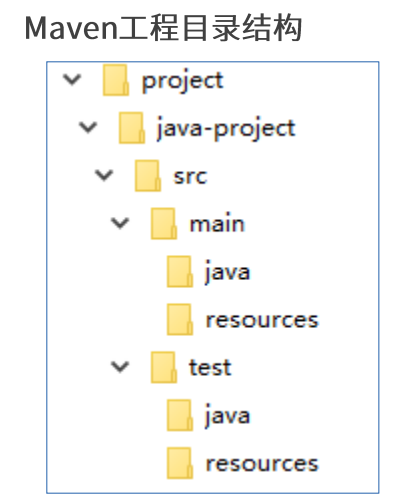 Maven工程目录结构
project
java-project
src
main
java
resources
test
java
resources